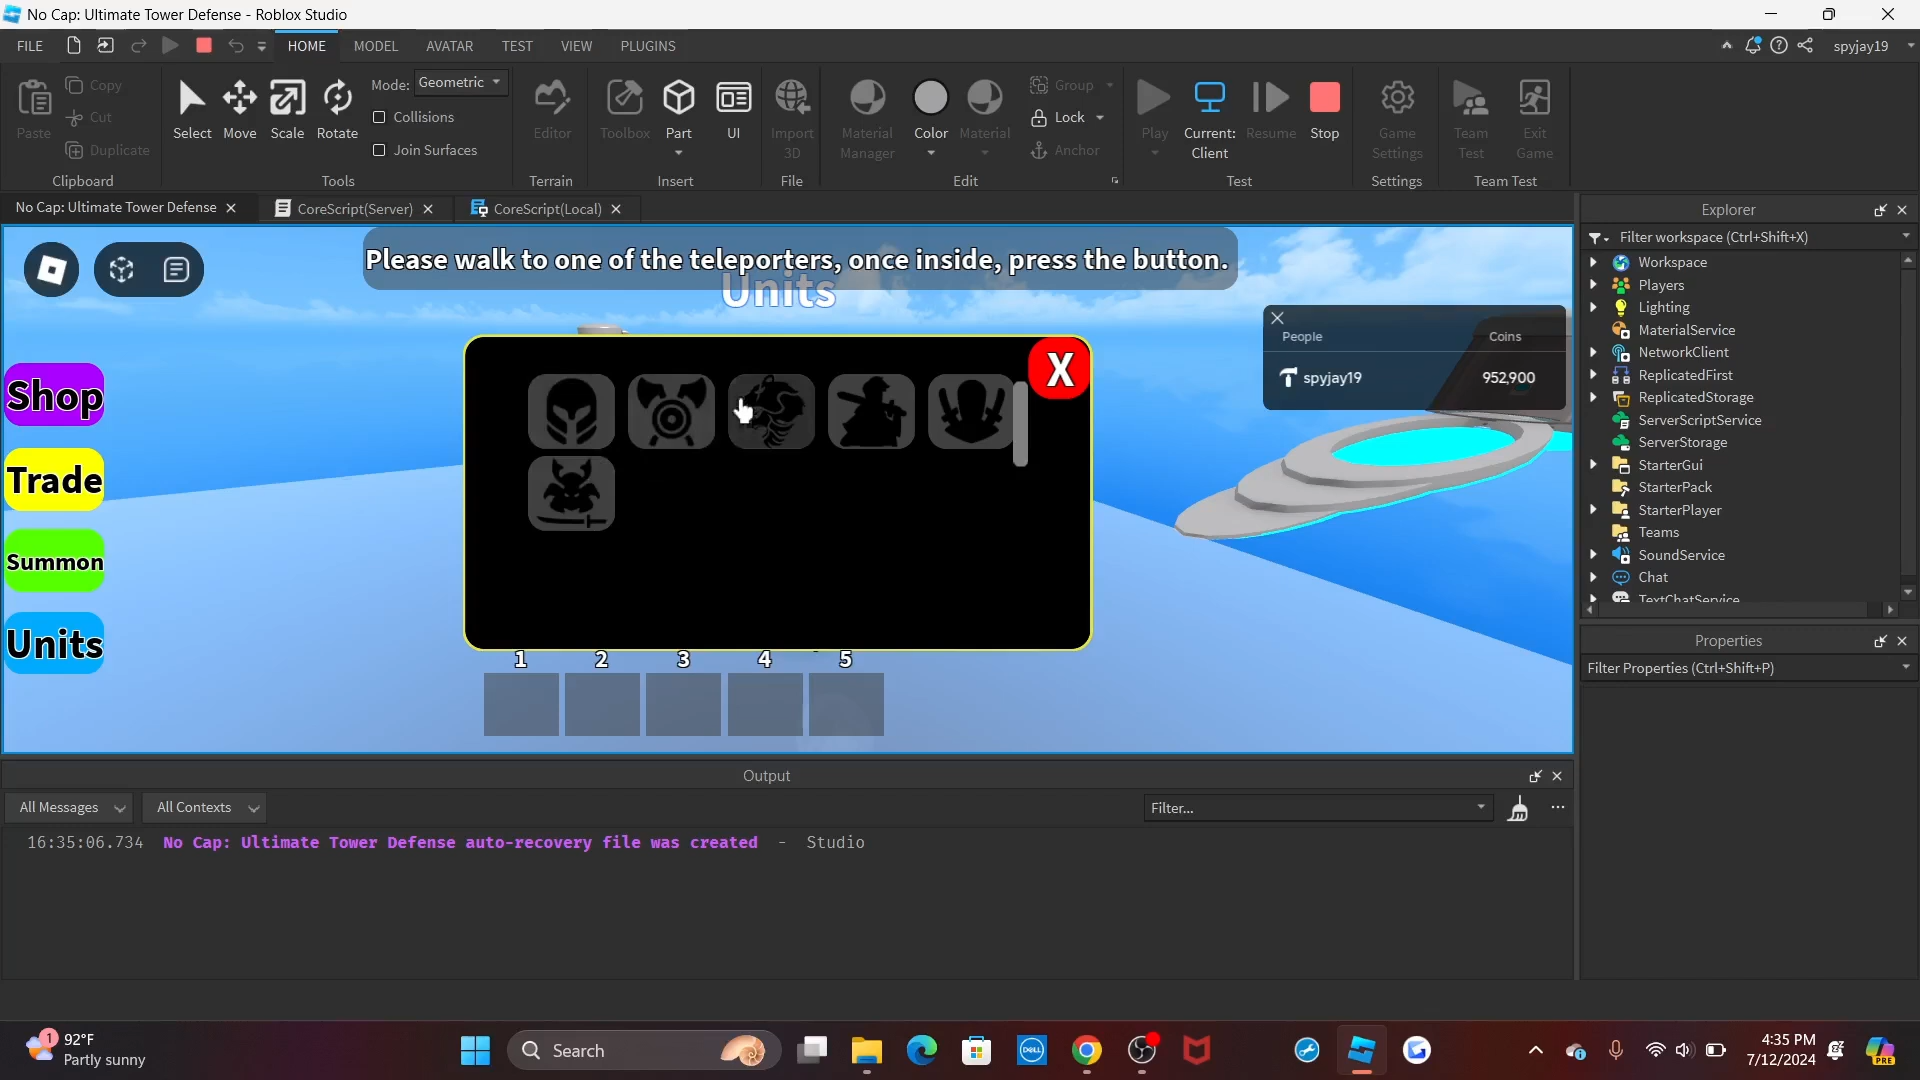 No Cap: Ultimate Tower Defense - Roblox Studio
FILE HOME MODEL AVATAR TEST VIEW PLUGINS spyjay19
Paste Copy Cut Duplicate Clipboard
Select Move Scale Rotate Mode: Geometric Collisions Join Surfaces Tools
Editor Terrain
Toolbox Part UI Insert
Import 3D File
Material Manager Color Material Group Lock Anchor Edit
Play Current: Client Resume Stop Test
Game Settings Settings
Team Test Exit Game Team Test
No Cap: Ultimate Tower Defense CoreScript(Server) CoreScript(Local)
Please walk to one of the teleporters, once inside, press the button.
Units
X
People Coins
spyjay19 952,900
Shop
Trade
Summon
Units
1 2 3 4 5
Explorer
Filter workspace (Ctrl+Shift+X)
Workspace
Players
Lighting
MaterialService
NetworkClient
ReplicatedFirst
ReplicatedStorage
ServerScriptService
ServerStorage
StarterGui
StarterPack
StarterPlayer
Teams
SoundService
Chat
TextChatService
Properties
Filter Properties (Ctrl+Shift+P)
Output
All Messages All Contexts Filter...
16:35:06.734 No Cap: Ultimate Tower Defense auto-recovery file was created - Studio
1
92°F
Partly sunny
Search
DELL
4:35 PM
7/12/2024
PRE